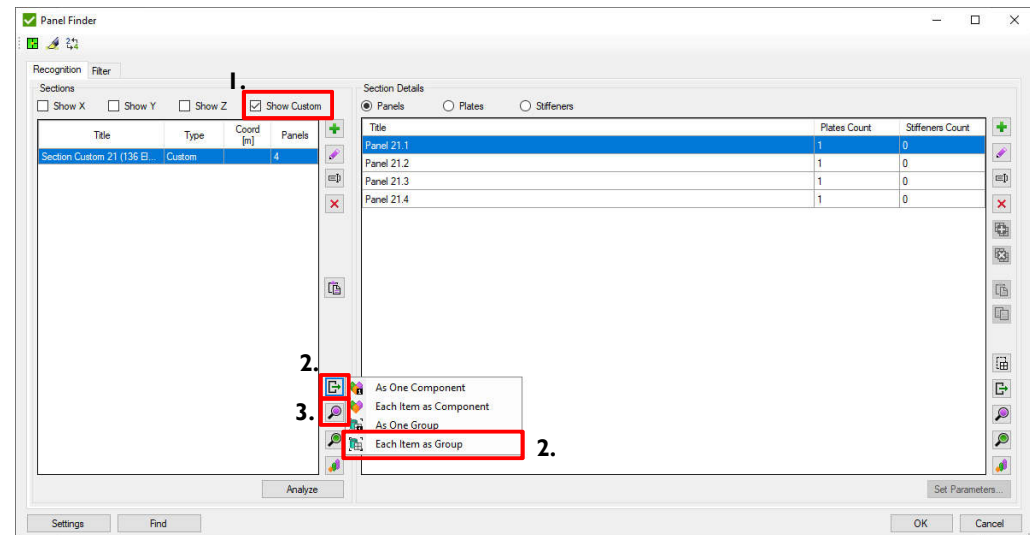 Panel Finder
Recognition Filter
1.
Sections
Show X Show Y Show Z Show Custom
Title Type Coord [m] Panels
Section Custom 21 (136 El... Custom 4
Section Details
Panels Plates Stiffeners
Title Plates Count Stiffeners Count
Panel 21.1 1 0
Panel 21.2 1 0
Panel 21.3 1 0
Panel 21.4 1 0
2.
As One Component
3.
Each Item as Component
As One Group
Each Item as Group
2.
Analyze
Set Parameters...
Settings Find OK Cancel